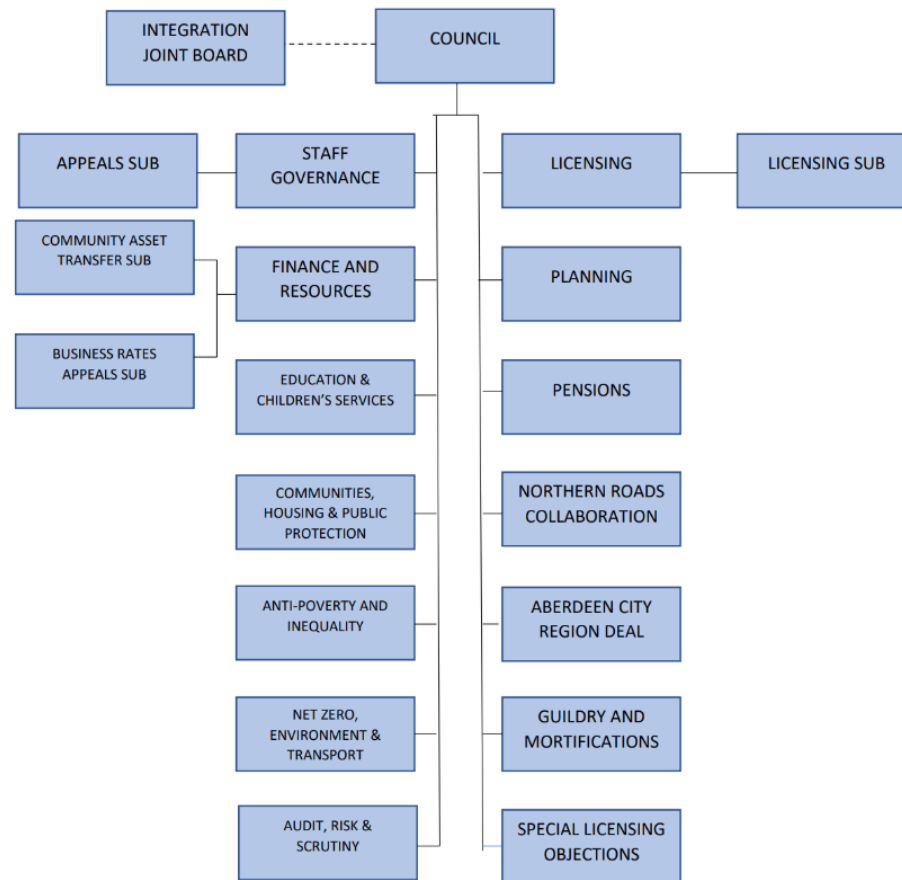 INTEGRATION
JOINT BOARD
COUNCIL
APPEALS SUB
STAFF
GOVERNANCE
LICENSING
LICENSING SUB
COMMUNITY ASSET
TRANSFER SUB
FINANCE AND
RESOURCES
PLANNING
BUSINESS RATES
APPEALS SUB
EDUCATION &
CHILDREN’S SERVICES
PENSIONS
COMMUNITIES,
HOUSING & PUBLIC
PROTECTION
NORTHERN ROADS
COLLABORATION
ANTI-POVERTY AND
INEQUALITY
ABERDEEN CITY
REGION DEAL
NET ZERO,
ENVIRONMENT &
TRANSPORT
GUILDRY AND
MORTIFICATIONS
AUDIT, RISK &
SCRUTINY
SPECIAL LICENSING
OBJECTIONS